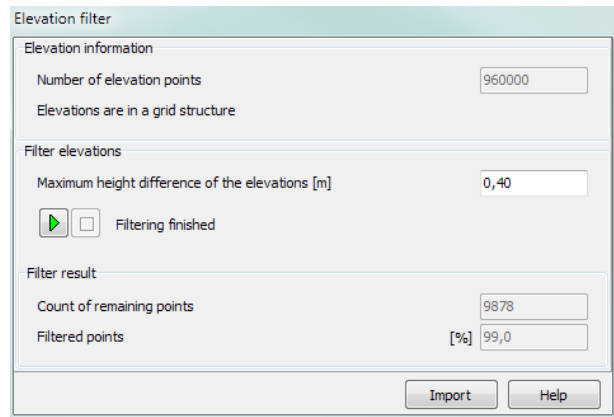 Elevation filter
Elevation information
Number of elevation points 960000
Elevations are in a grid structure
Filter elevations
Maximum height difference of the elevations [m] 0,40
Filtering finished
Filter result
Count of remaining points 9878
Filtered points [%] 99,0
Import Help